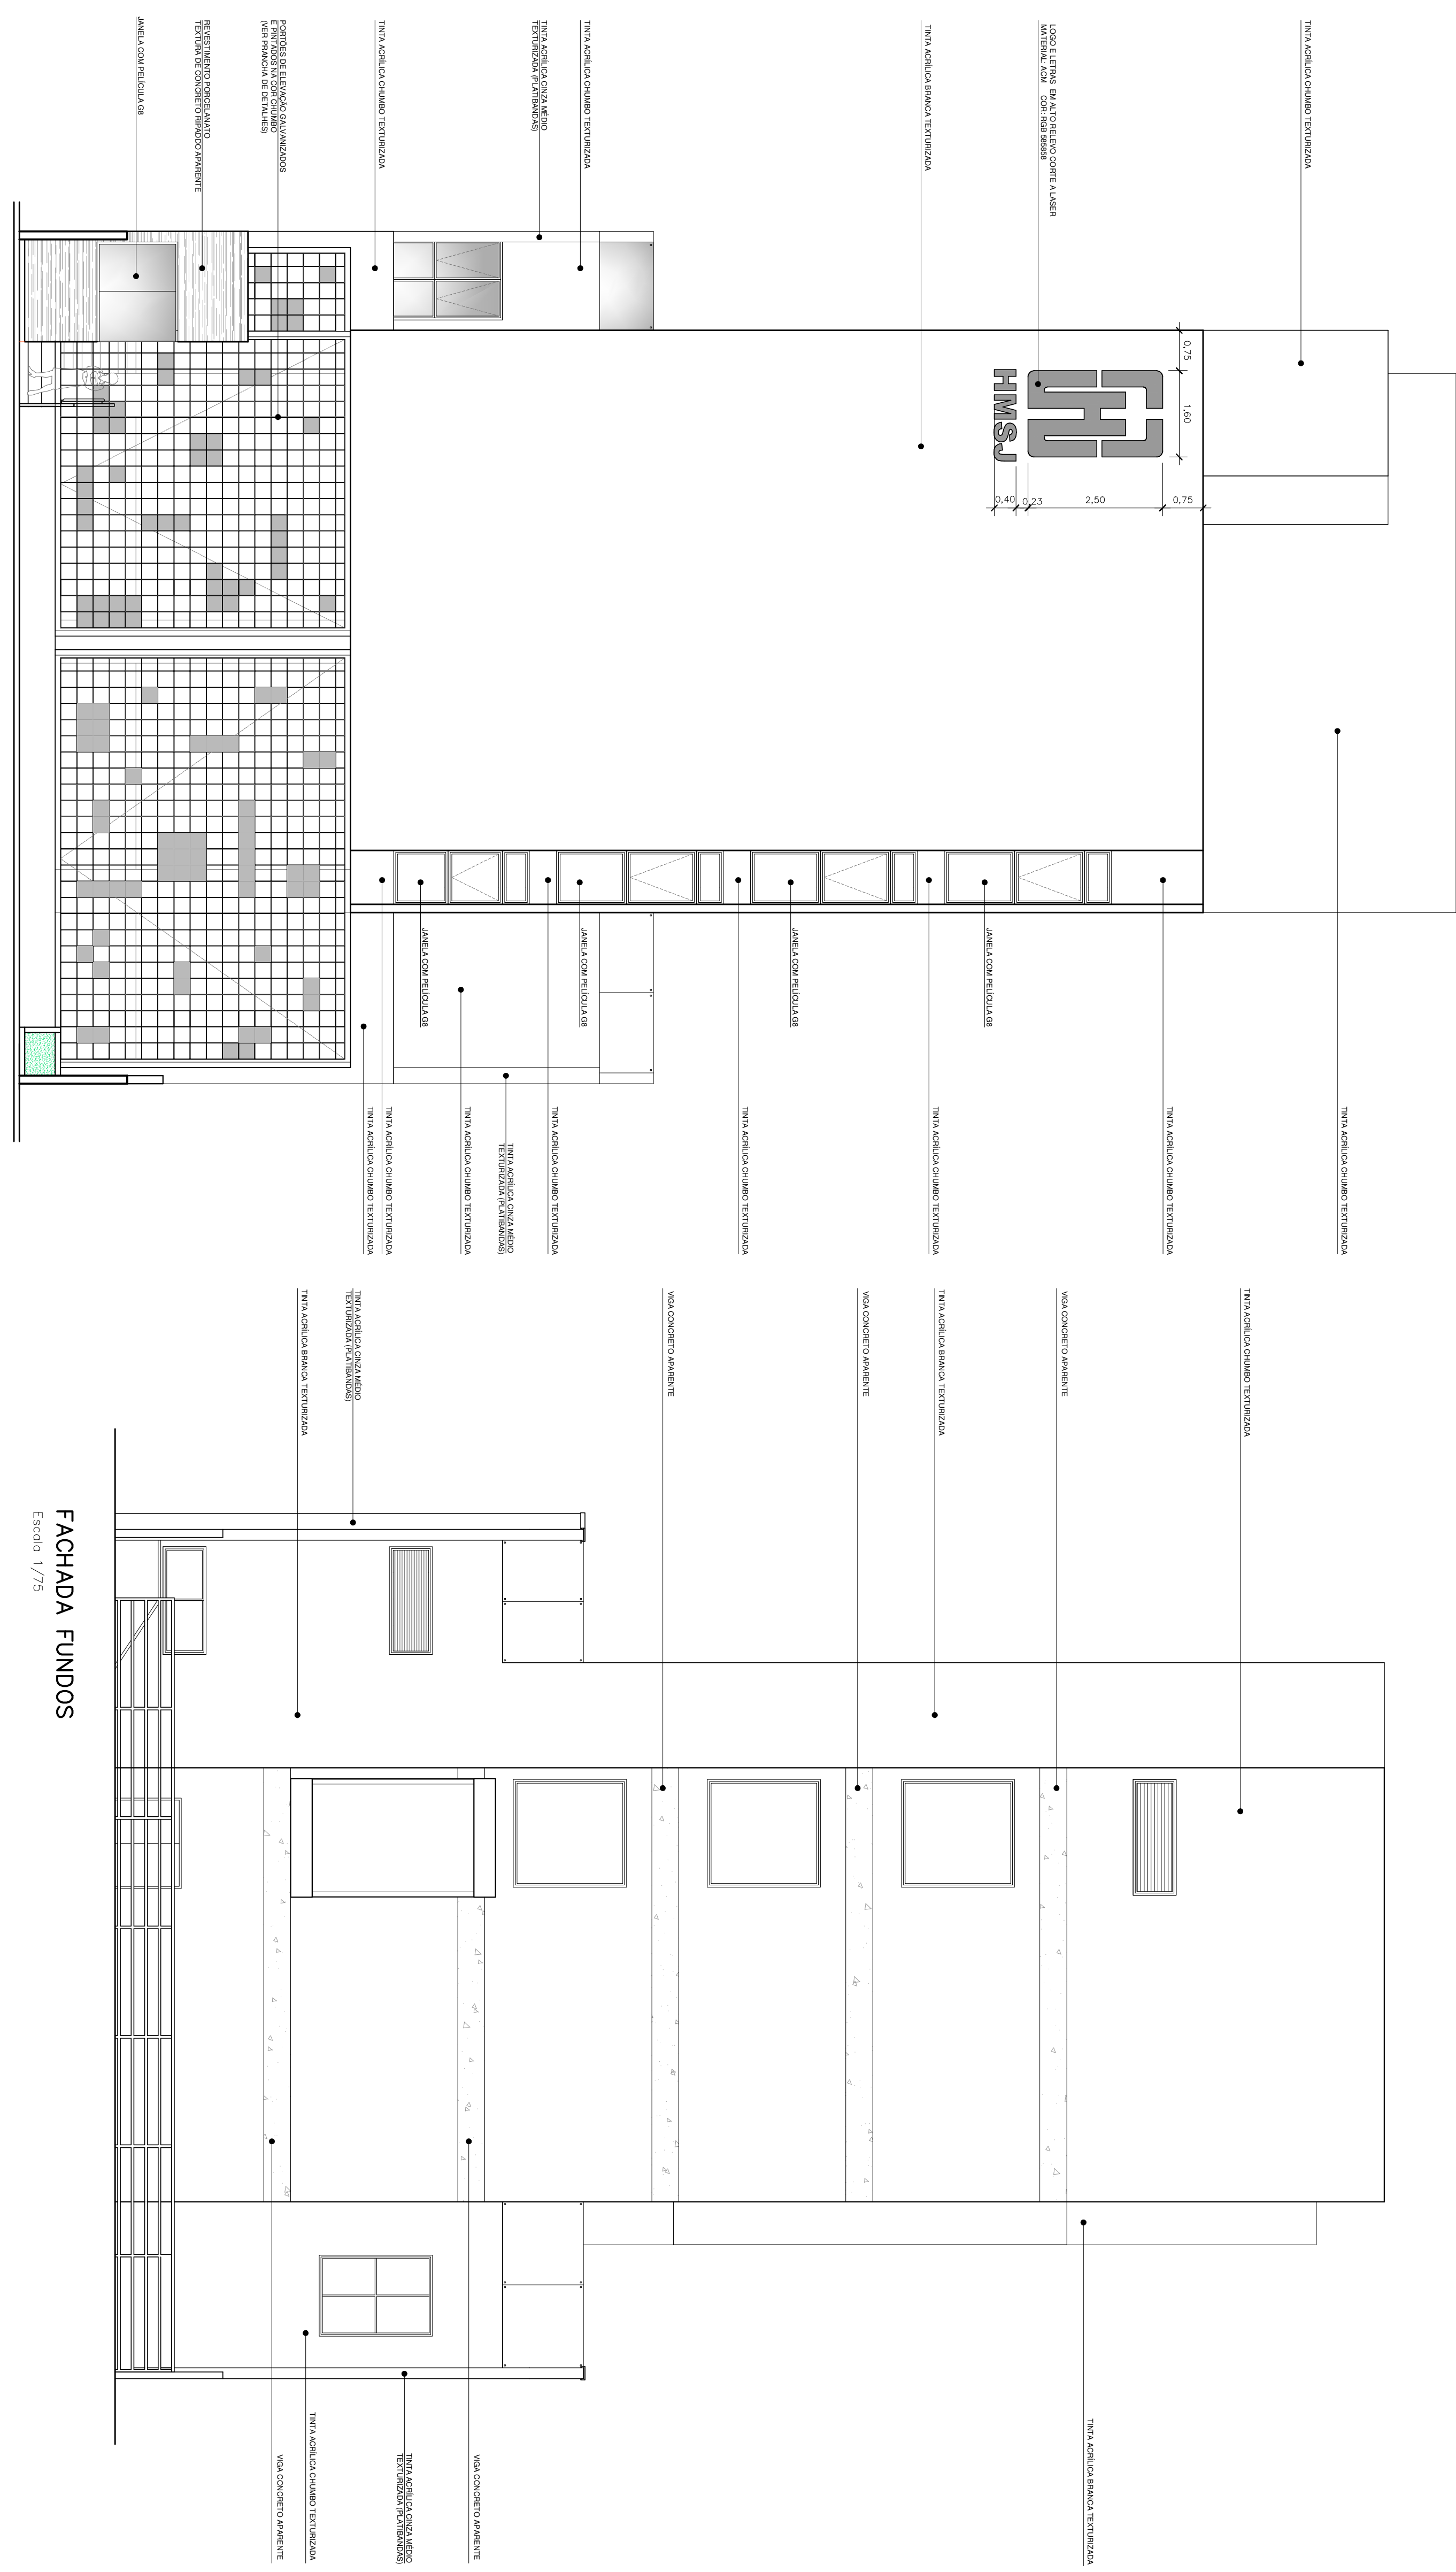 TINTA ACRÍLICA CHUMBO TEXTURIZADA
LOGO E LETRAS EM ALTO RELEVO CORTE A LASER
MATERIAL: ACM COR: RGB 585858
TINTA ACRÍLICA BRANCA TEXTURIZADA
TINTA ACRÍLICA CHUMBO TEXTURIZADA
TINTA ACRÍLICA CINZA MÉDIO
TEXTURIZADA (PLATIBANDAS)
TINTA ACRÍLICA CHUMBO TEXTURIZADA
PORTÕES DE ELEVAÇÃO GALVANIZADOS
E PINTADOS NA COR CHUMBO
(VER PRANCHA DE DETALHES)
REVESTIMENTO PORCELANATO
TEXTURA DE CONCRETO RIPADDO APARENTE
JANELA COM PELÍCULA G8
0,75
1,60
0,75
2,50
0,23
0,40
HMSJ
JANELA COM PELÍCULA G8
JANELA COM PELÍCULA G8
JANELA COM PELÍCULA G8
JANELA COM PELÍCULA G8
TINTA ACRÍLICA CHUMBO TEXTURIZADA
TINTA ACRÍLICA CHUMBO TEXTURIZADA
TINTA ACRÍLICA CHUMBO TEXTURIZADA
TINTA ACRÍLICA CHUMBO TEXTURIZADA
TINTA ACRÍLICA CHUMBO TEXTURIZADA
TINTA ACRÍLICA CINZA MÉDIO
TEXTURIZADA (PLATIBANDAS)
TINTA ACRÍLICA CHUMBO TEXTURIZADA
TINTA ACRÍLICA CHUMBO TEXTURIZADA
TINTA ACRÍLICA CHUMBO TEXTURIZADA
TINTA ACRÍLICA CHUMBO TEXTURIZADA
VIGA CONCRETO APARENTE
TINTA ACRÍLICA BRANCA TEXTURIZADA
VIGA CONCRETO APARENTE
VIGA CONCRETO APARENTE
TINTA ACRÍLICA CINZA MÉDIO
TEXTURIZADA (PLATIBANDAS)
TINTA ACRÍLICA BRANCA TEXTURIZADA
TINTA ACRÍLICA BRANCA TEXTURIZADA
VIGA CONCRETO APARENTE
TINTA ACRÍLICA CINZA MÉDIO
TEXTURIZADA (PLATIBANDAS)
TINTA ACRÍLICA CHUMBO TEXTURIZADA
VIGA CONCRETO APARENTE
FACHADA FUNDOS
Escala 1/75